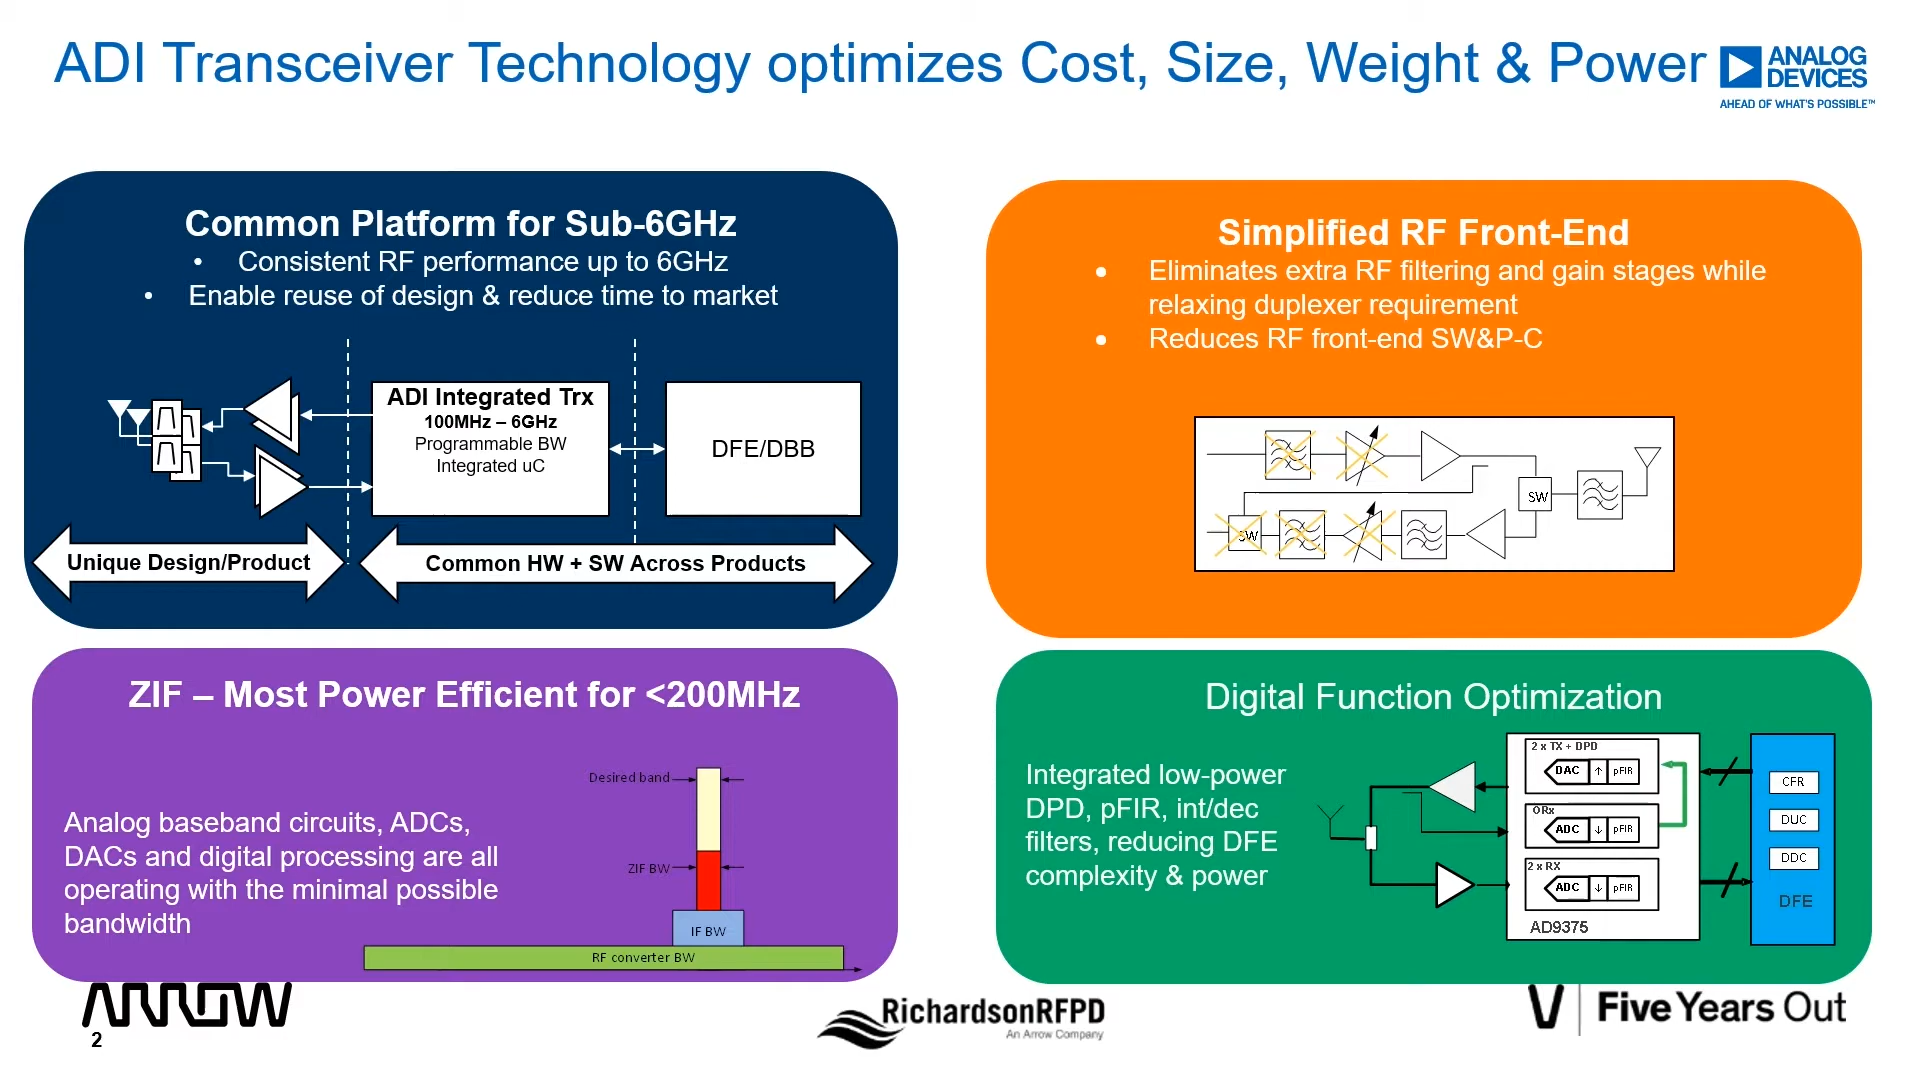 ADI Transceiver Technology optimizes Cost, Size, Weight & Power
ANALOG
DEVICES
AHEAD OF WHAT'S POSSIBLE™
Common Platform for Sub-6GHz
• Consistent RF performance up to 6GHz
• Enable reuse of design & reduce time to market
ADI Integrated Trx
100MHz – 6GHz
Programmable BW
Integrated uC
DFE/DBB
Unique Design/Product
Common HW + SW Across Products
Simplified RF Front-End
• Eliminates extra RF filtering and gain stages while
relaxing duplexer requirement
• Reduces RF front-end SW&P-C
SW
SW
ZIF – Most Power Efficient for <200MHz
Analog baseband circuits, ADCs,
DACs and digital processing are all
operating with the minimal possible
bandwidth
Desired band
ZIF BW
IF BW
RF converter BW
Digital Function Optimization
Integrated low-power
DPD, pFIR, int/dec
filters, reducing DFE
complexity & power
2 x TX + DPD
DAC ↑ pFIR
ORx
ADC ↓ pFIR
2 x RX
ADC ↓ pFIR
AD9375
CFR
DUC
DDC
DFE
ARROW
2
RichardsonRFPD
An Arrow Company
Five Years Out